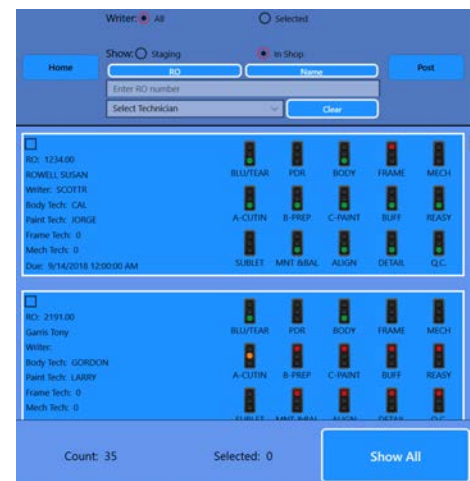 Writer: All Selected
Show: Staging In Shop
Home RO Name Post
Enter RO number
Select Technician Clear
RO: 1234.00
ROWELL, SUSAN BLU/TEAR PDR BODY FRAME MECH
Writer: SCOTTR
Body Tech: CAL
Paint Tech: JORGE A-CUTIN B-PREP C-PAINT BUFF REASY
Frame Tech: 0
Mech Tech: 0
Due: 9/14/2018 12:00:00 AM SUBLET MNT &BAL ALIGN DETAIL Q.C.
RO: 2191.00
Garris Tony BLU/TEAR PDR BODY FRAME MECH
Writer:
Body Tech: GORDON
Paint Tech: LARRY A-CUTIN B-PREP C-PAINT BUFF REASY
Frame Tech: 0
Mech Tech: 0
SUBLET MNT &BAL ALIGN DETAIL Q.C.
Count: 35 Selected: 0 Show All